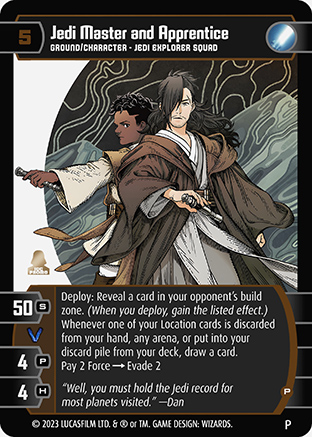 5
Jedi Master and Apprentice
GROUND/CHARACTER - JEDI EXPLORER SQUAD
PROMO
50 S
Deploy: Reveal a card in your opponent's build
zone. (When you deploy, gain the listed effect.)
Whenever one of your Location cards is discarded
from your hand, any arena, or put into your
discard pile from your deck, draw a card.
Pay 2 Force → Evade 2
4 P
4 H
“Well, you must hold the Jedi record for
most planets visited.” —Dan
P
© 2023 LUCASFILM LTD. & ® OR TM. GAME DESIGN: WIZARDS.
P